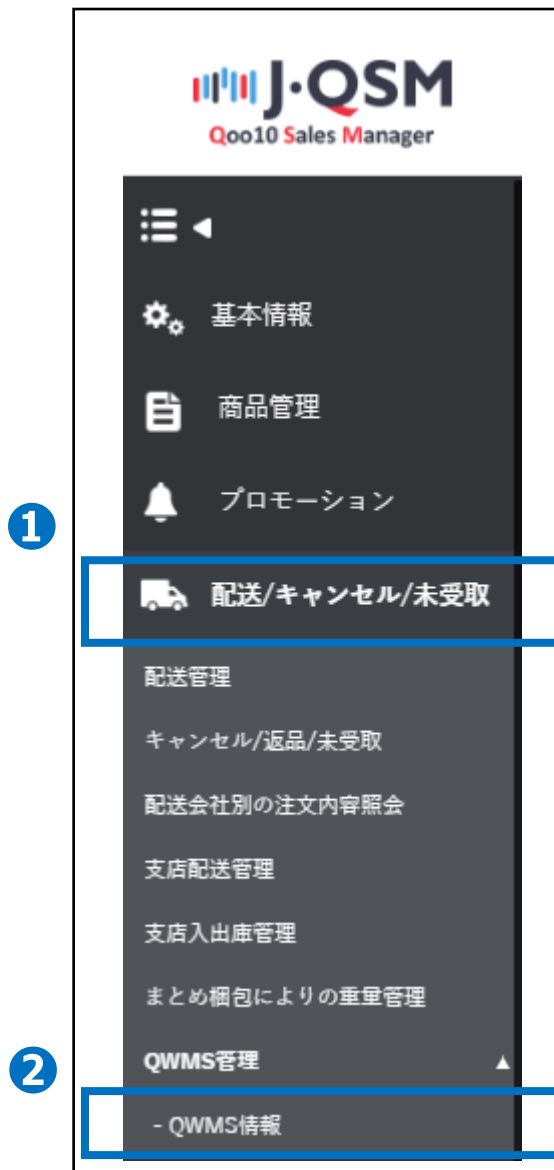 J·QSM
Qoo10 Sales Manager
基本情報
商品管理
プロモーション
1
配送/キャンセル/未受取
配送管理
キャンセル/返品/未受取
配送会社別の注文内容照会
支店配送管理
支店入出庫管理
まとめ梱包によりの重量管理
2
QWMS管理
- QWMS情報